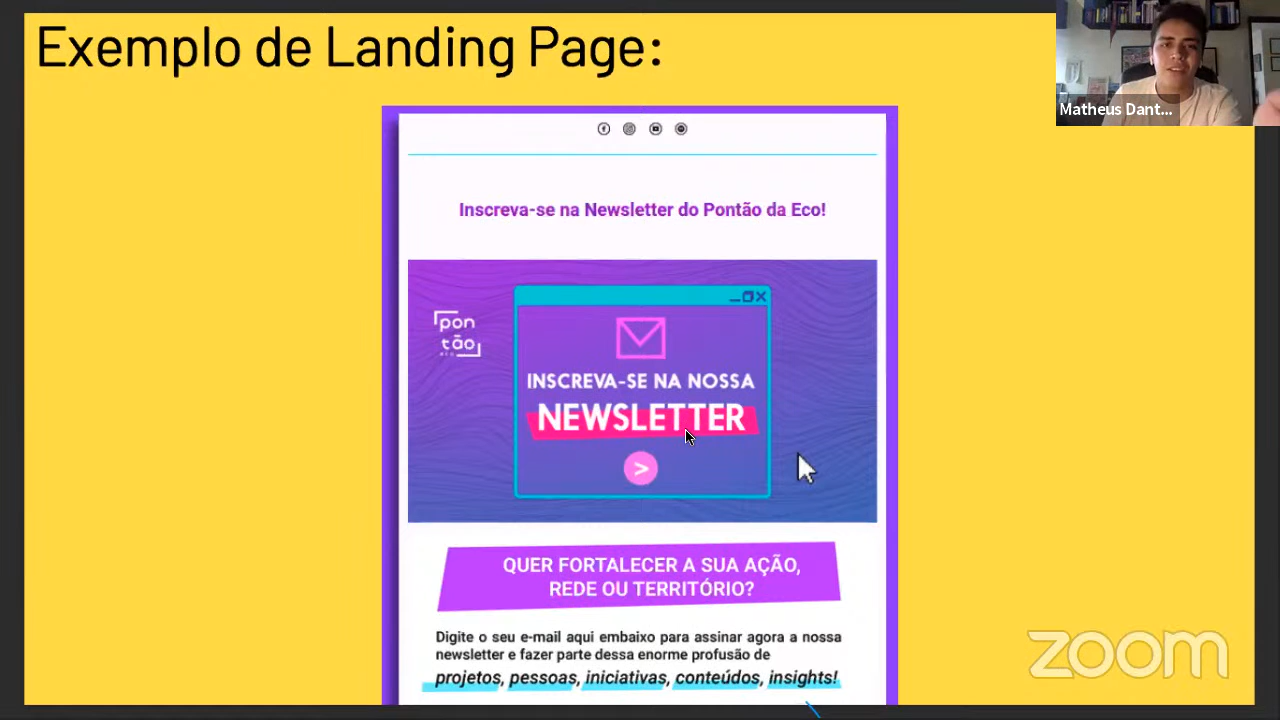 Exemplo de Landing Page:
Matheus Dant...
Inscreva-se na Newsletter do Pontão da Eco!
pon
tão
ECO
INSCREVA-SE NA NOSSA
NEWSLETTER
>
QUER FORTALECER A SUA AÇÃO,
REDE OU TERRITÓRIO?
Digite o seu e-mail aqui embaixo para assinar agora a nossa
newsletter e fazer parte dessa enorme profusão de
projetos, pessoas, iniciativas, conteúdos, insights!
zoom